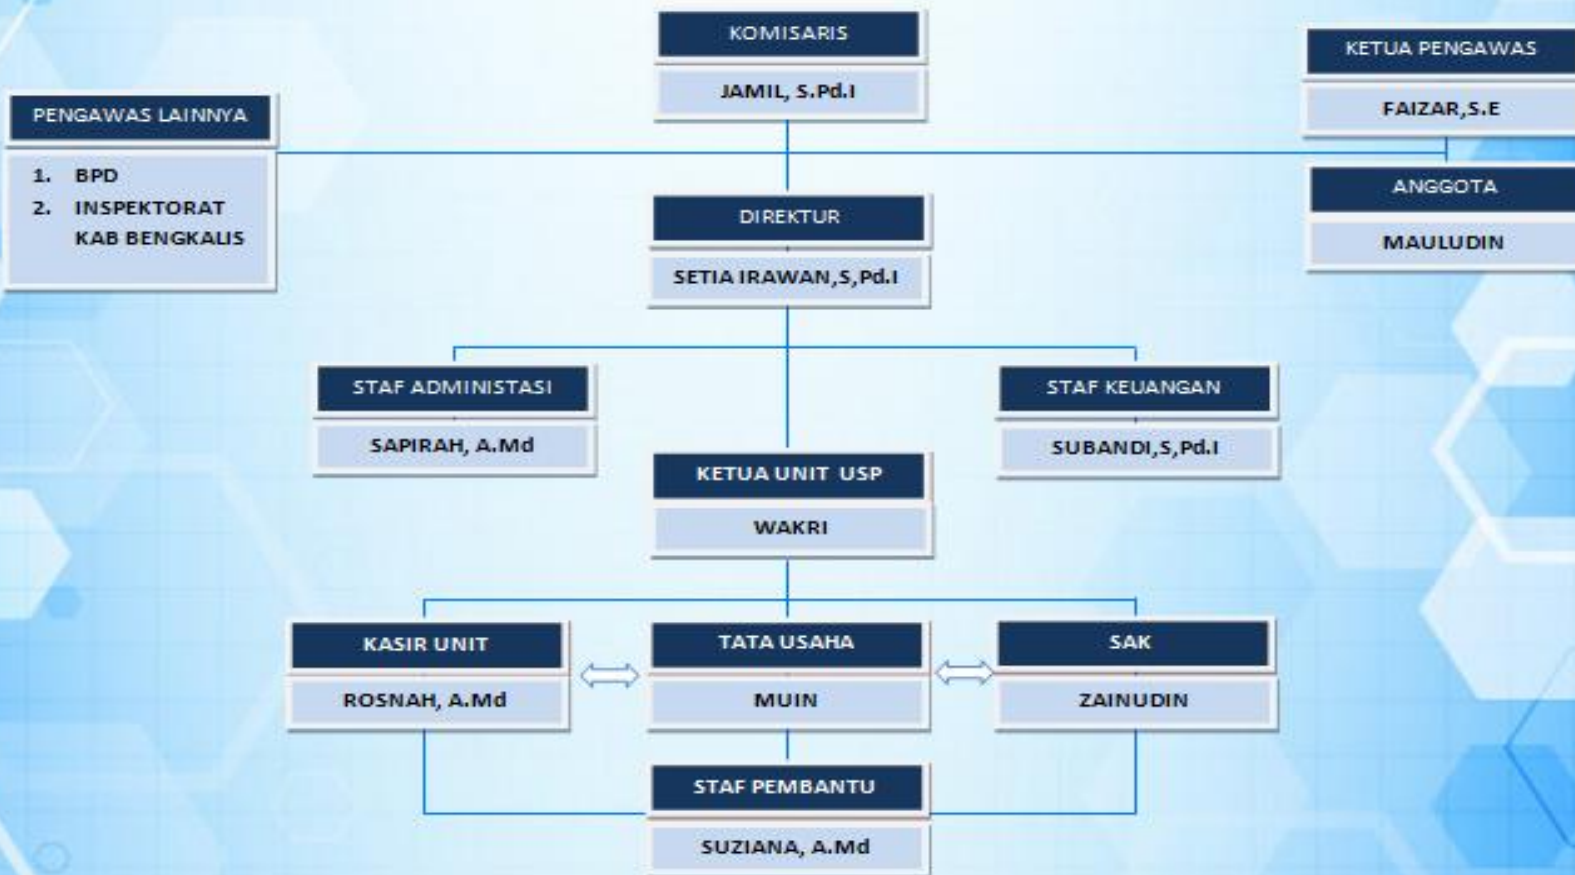 KOMISARIS
JAMIL, S.Pd.I
KETUA PENGAWAS
FAIZAR,S.E
PENGAWAS LAINNYA
1. BPD
2. INSPEKTORAT
KAB BENGKALIS
ANGGOTA
MAULUDIN
DIREKTUR
SETIA IRAWAN,S,Pd.I
STAF ADMINISTASI
SAPIRAH, A.Md
STAF KEUANGAN
SUBANDI,S,Pd.I
KETUA UNIT USP
WAKRI
KASIR UNIT
ROSNAH, A.Md
TATA USAHA
MUIN
SAK
ZAINUDIN
STAF PEMBANTU
SUZIANA, A.Md